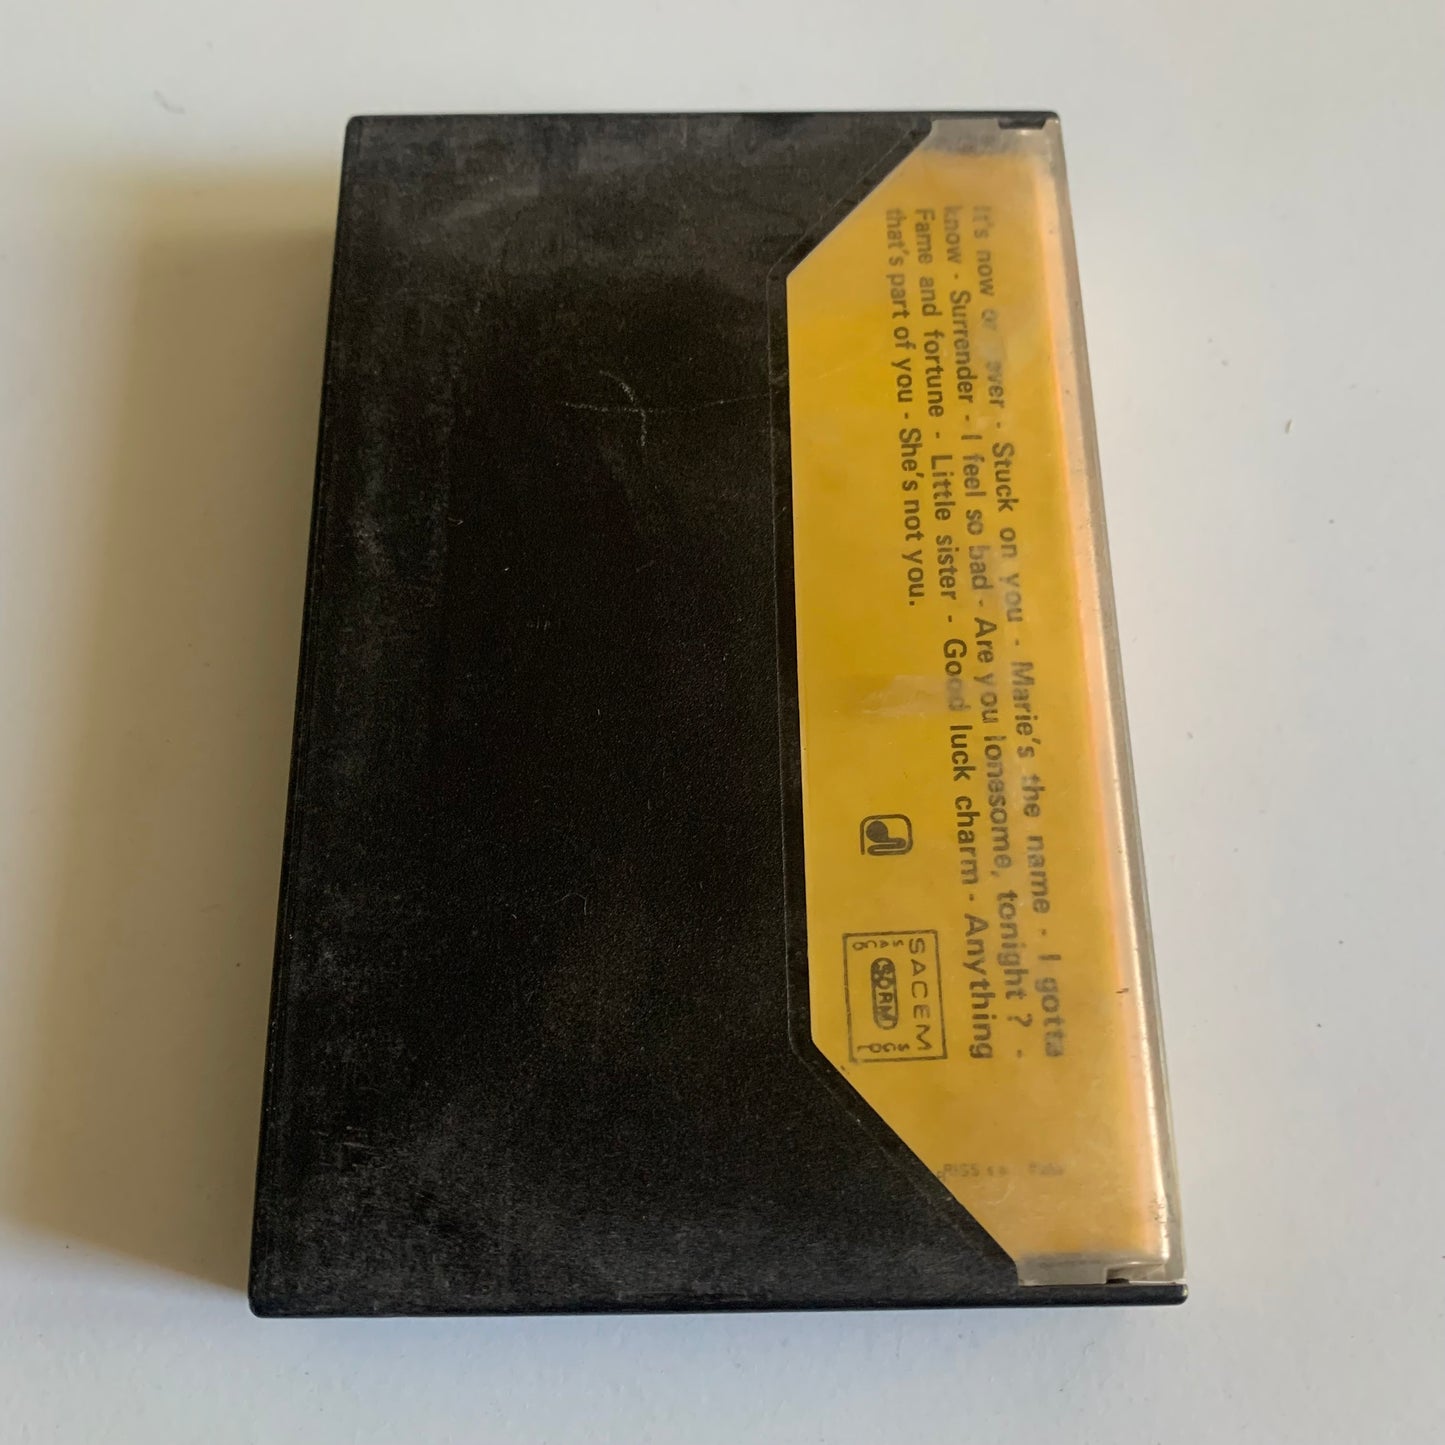 It's now or ever - Stuck on you - Marie's the name - I gotta
know - Surrender - I feel so bad - Are you lonesome, tonight ? -
Fame and fortune - Little sister - Good luck charm - Anything
that's part of you - She's not you.
SACEM
SDRM